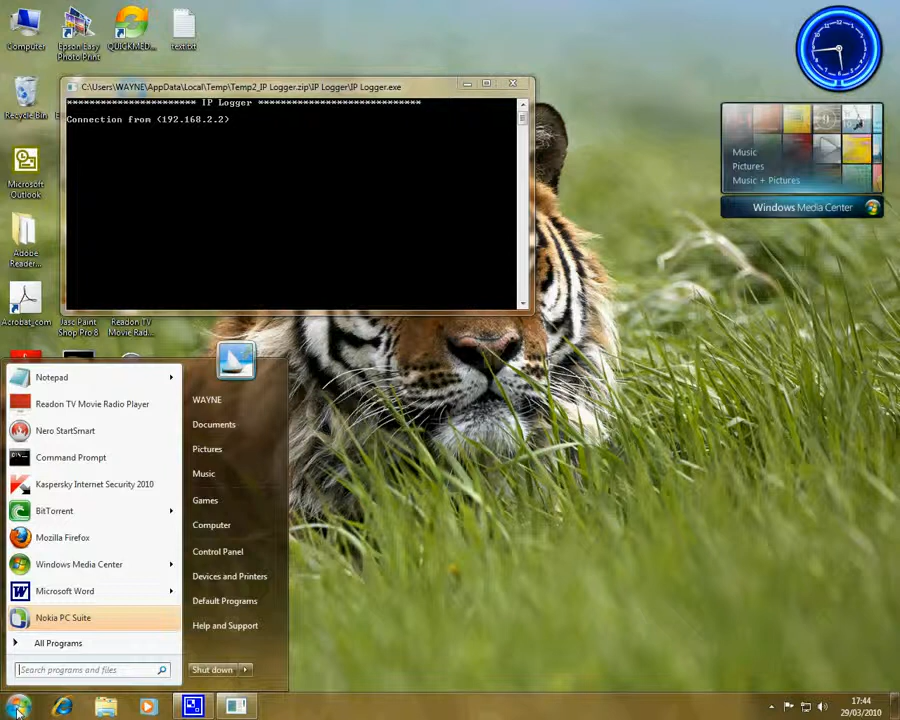 Computer
Epson Easy
Photo Print
QUICKMED...
text.txt
Recycle Bin
Microsoft
Outlook
Adobe
Reader...
Acrobat_com
Jasc Paint
Shop Pro 8
Readon TV
Movie Rad...
C:\Users\WAYNE\AppData\Local\Temp\Temp2_IP Logger.zip\IP Logger\IP Logger.exe
IP Logger
Connection from (192.168.2.2)
Music
Pictures
Music + Pictures
Windows Media Center
Notepad
Readon TV Movie Radio Player
Nero StartSmart
Command Prompt
Kaspersky Internet Security 2010
BitTorrent
Mozilla Firefox
Windows Media Center
Microsoft Word
Nokia PC Suite
All Programs
Search programs and files
WAYNE
Documents
Pictures
Music
Games
Computer
Control Panel
Devices and Printers
Default Programs
Help and Support
Shut down
17:44
29/03/2010